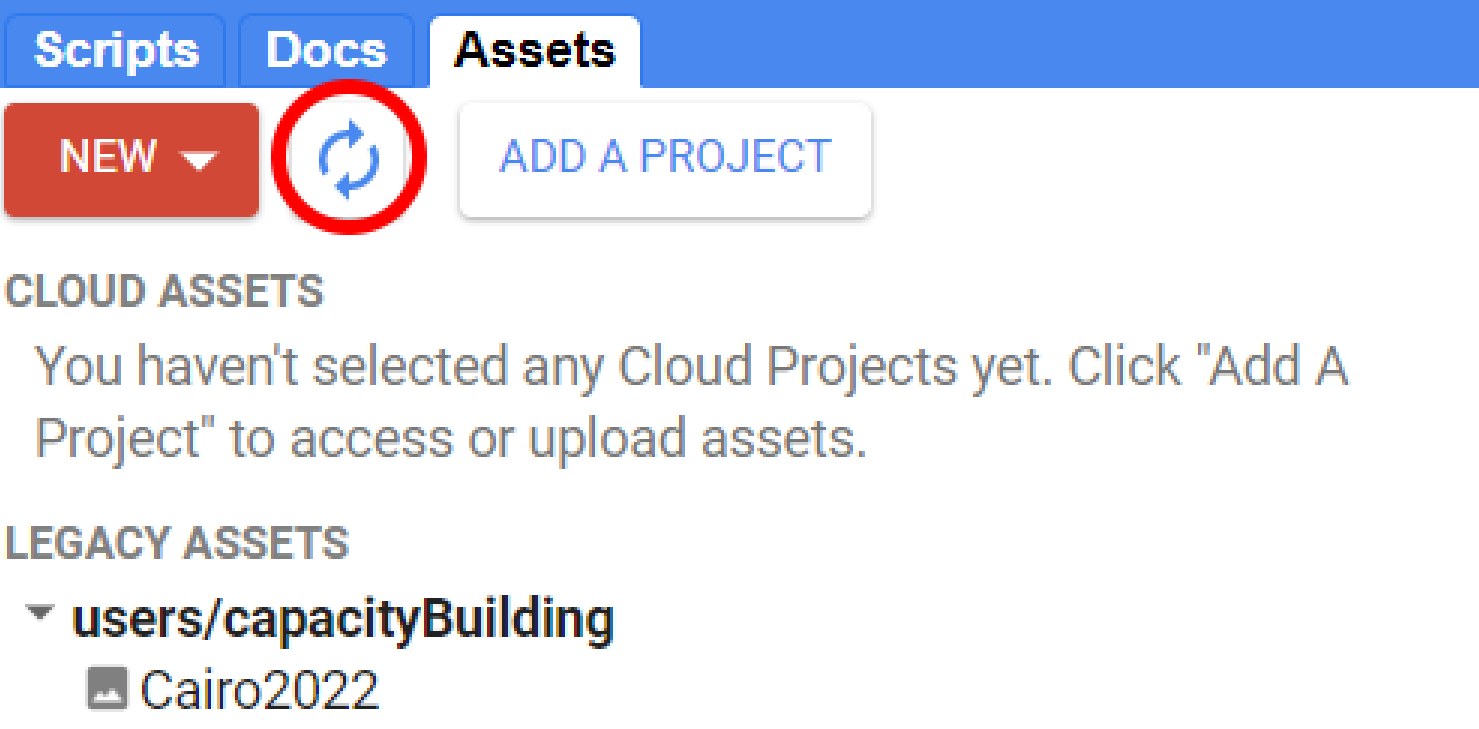 Scripts Docs Assets
NEW ADD A PROJECT
CLOUD ASSETS
You haven't selected any Cloud Projects yet. Click "Add A
Project" to access or upload assets.
LEGACY ASSETS
users/capacityBuilding
Cairo2022